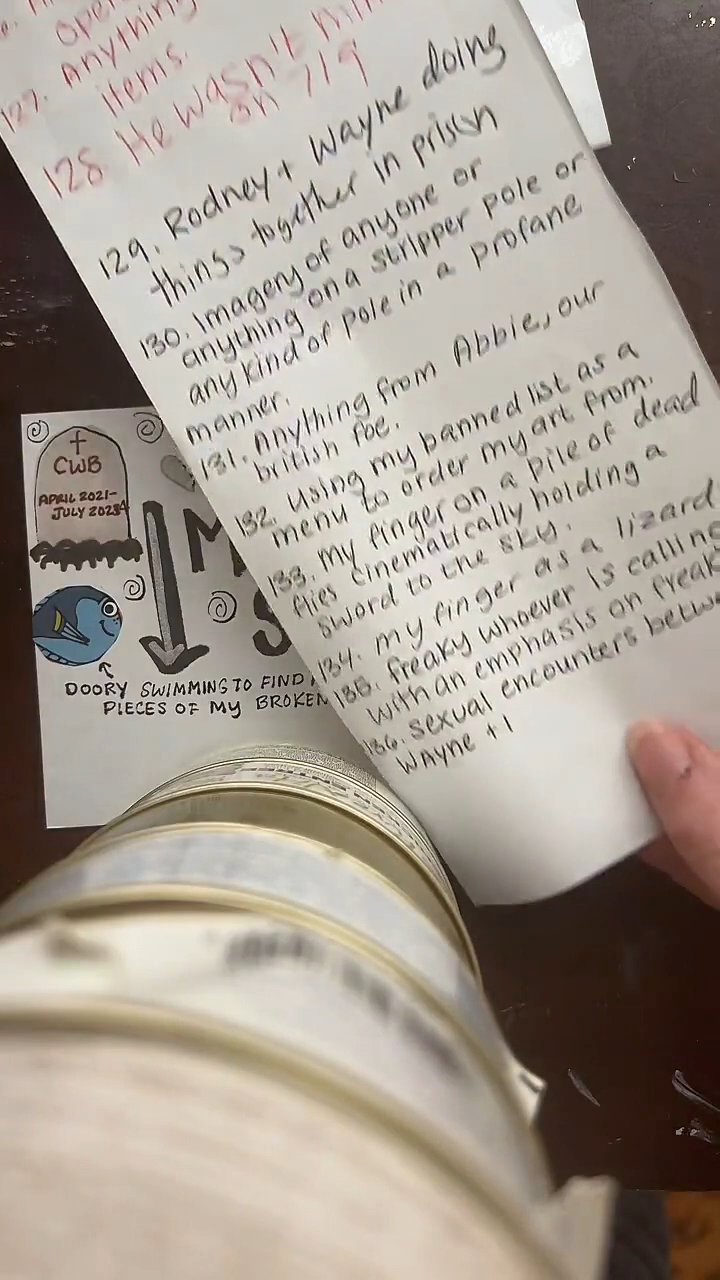 open
127. Anything
items.
128. He wasn't
on 7/9
129. Rodney + Wayne doing
things together in prison
130. Imagery of anyone or
anything on a stripper pole or
any kind of pole in a profane
manner.
131. Anything from Abbie, our
british foe.
132. Using my banned list as a
menu to order my art from.
133. My finger on a pile of dead
flies cinematically holding a
sword to the sky.
134. My finger as a lizard
135. Freaky whoever is calling
with an emphasis on freak
136. Sexual encounters betwe
Wayne + I
CWB
APRIL 2021-
JULY 2023
DOORY SWIMMING TO FIND
PIECES OF MY BROKEN